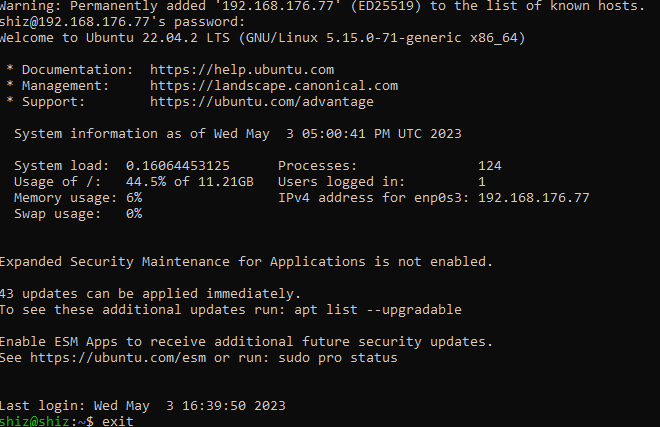 Warning: Permanently added '192.168.176.77' (ED25519) to the list of known hosts.
shiz@192.168.176.77's password:
Welcome to Ubuntu 22.04.2 LTS (GNU/Linux 5.15.0-71-generic x86_64)
* Documentation:  https://help.ubuntu.com
* Management:     https://landscape.canonical.com
* Support:        https://ubuntu.com/advantage
System information as of Wed May  3 05:00:41 PM UTC 2023
System load:  0.16064453125      Processes:               124
Usage of /:   44.5% of 11.21GB   Users logged in:         1
Memory usage: 6%                 IPv4 address for enp0s3: 192.168.176.77
Swap usage:   0%
Expanded Security Maintenance for Applications is not enabled.
43 updates can be applied immediately.
To see these additional updates run: apt list --upgradable
Enable ESM Apps to receive additional future security updates.
See https://ubuntu.com/esm or run: sudo pro status
Last login: Wed May  3 16:39:50 2023
shiz@shiz:~$ exit